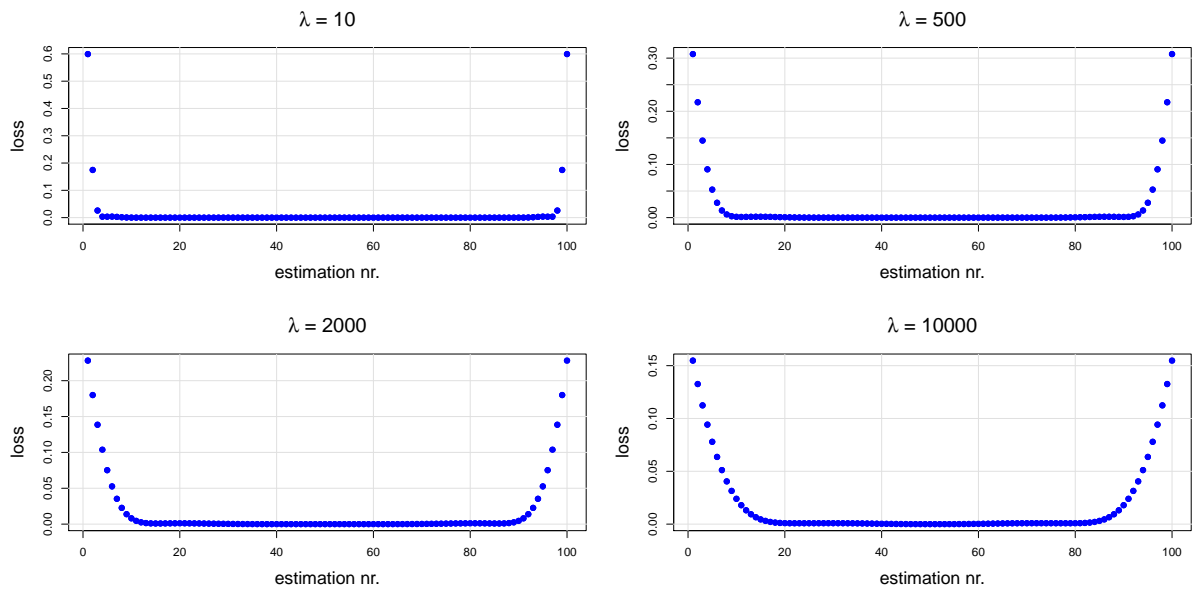 λ = 10
0.0 0.1 0.2 0.3 0.4 0.5 0.6
loss
0 20 40 60 80 100
estimation nr.
λ = 500
0.00 0.10 0.20 0.30
loss
0 20 40 60 80 100
estimation nr.
λ = 2000
0.00 0.05 0.10 0.15 0.20
loss
0 20 40 60 80 100
estimation nr.
λ = 10000
0.00 0.05 0.10 0.15
loss
0 20 40 60 80 100
estimation nr.